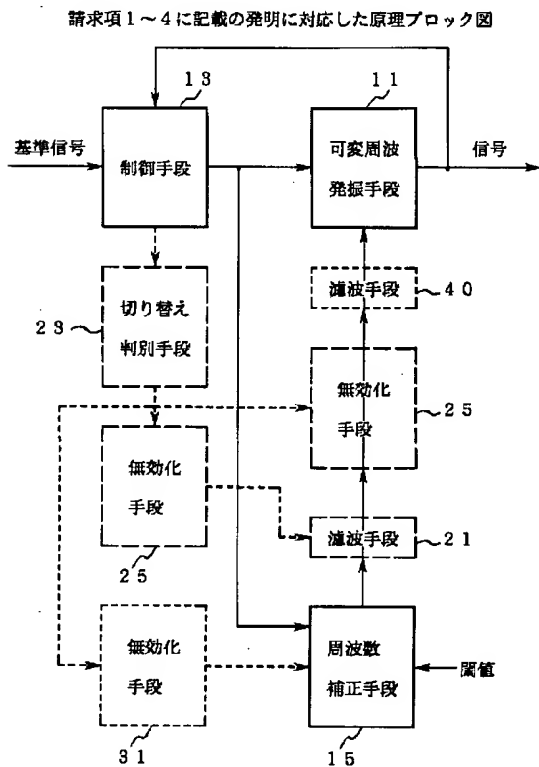 請求項1～4に記載の発明に対応した原理ブロック図
13
11
基準信号
制御手段
可変周波
発振手段
信号
濾波手段
40
切り替え
判別手段
23
無効化
手段
25
無効化
手段
25
濾波手段
21
無効化
手段
31
周波数
補正手段
閾値
15